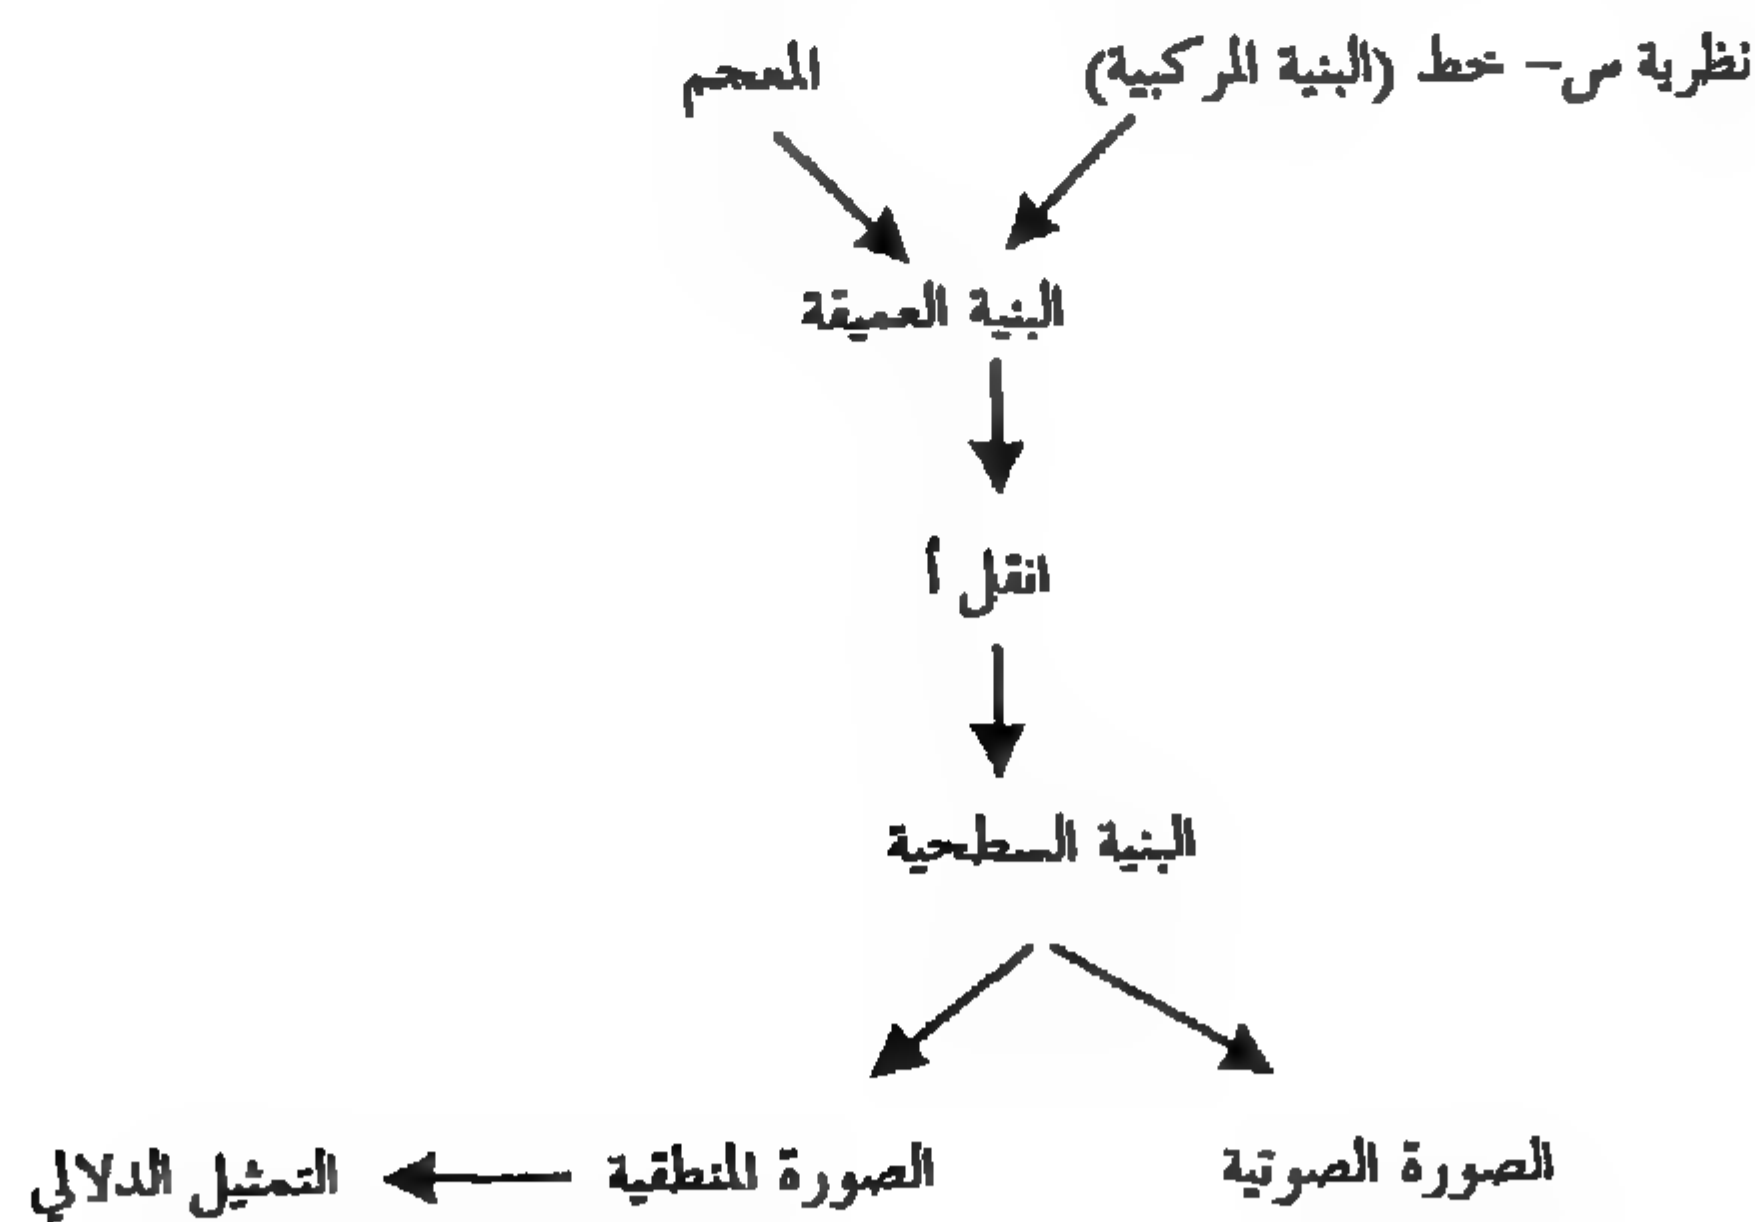 نظرية س– خط (البنية المركبية)
المعجم
البنية العميقة
انقل أ
البنية السطحية
الصورة الصوتية
الصورة المنطقية
التمثيل الدلالي